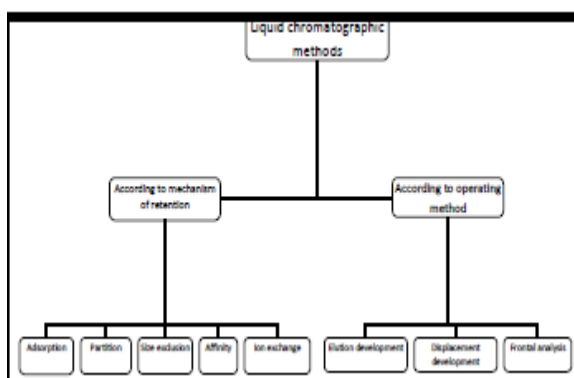 Liquid chromatographic
methods
According to mechanism
of retention
According to operating
method
Adsorption
Partition
Size exclusion
Affinity
Ion exchange
Elution development
Displacement
development
Frontal analysis